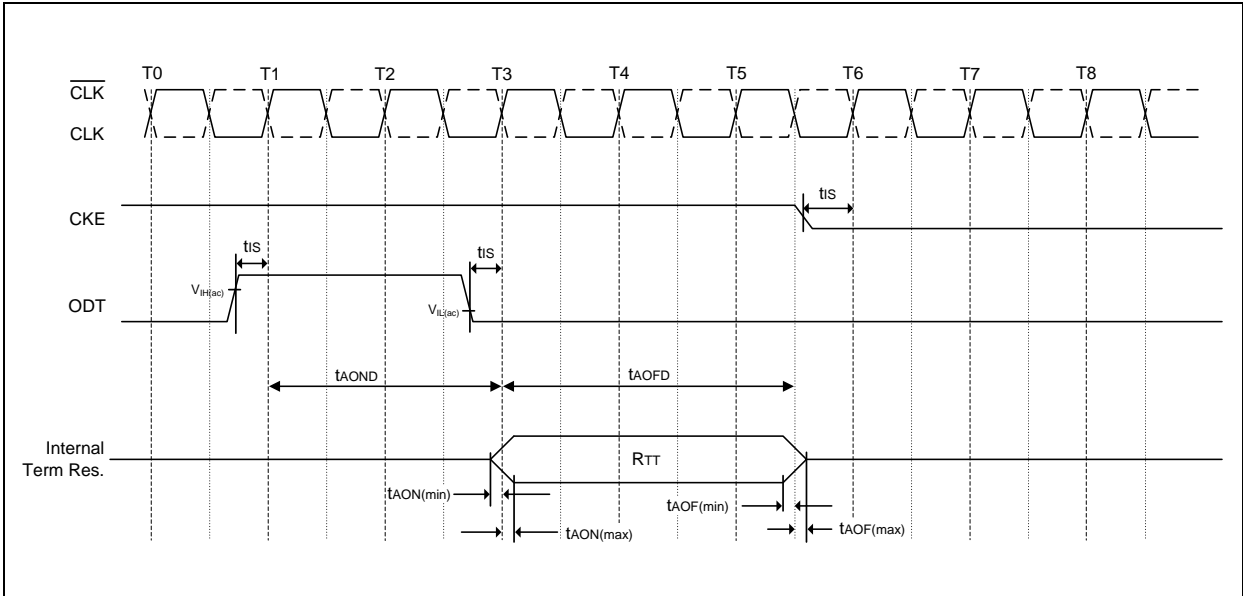 T0 T1 T2 T3 T4 T5 T6 T7 T8
CLK
CLK
tIS
CKE
tIS tIS
VIH(ac)
ODT
VIL(ac)
tAOND tAOFD
Internal
Term Res.
RTT
tAON(min) tAOF(min)
tAON(max) tAOF(max)